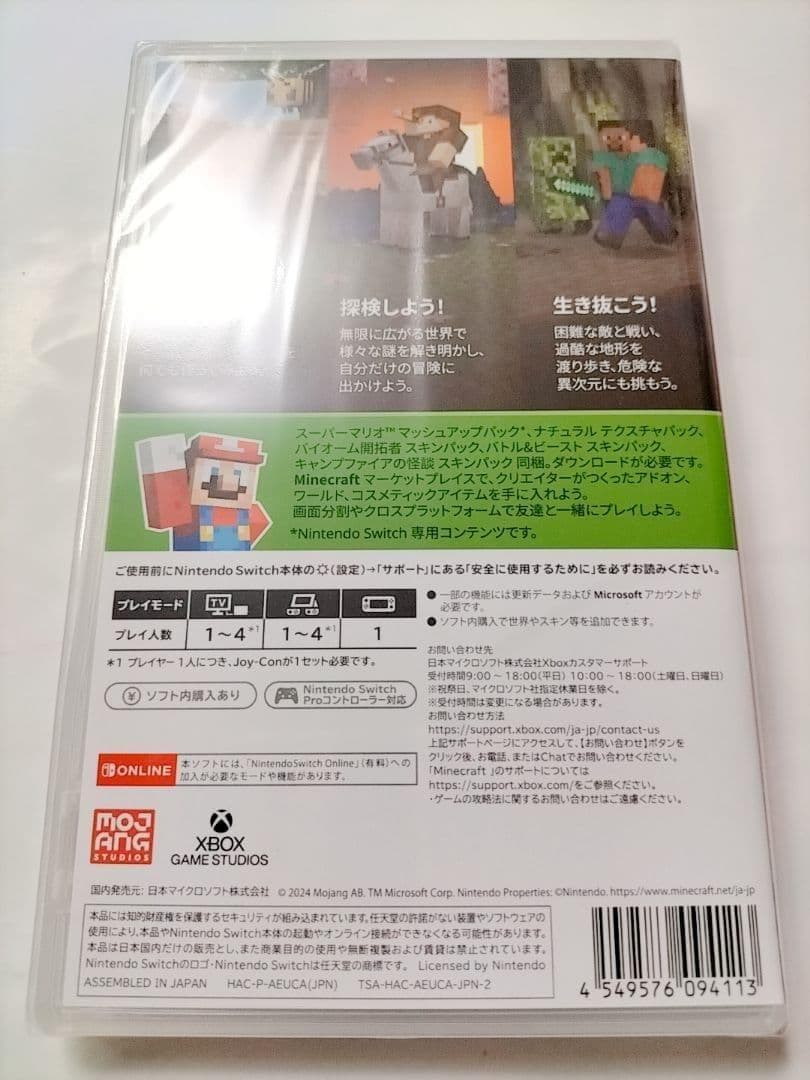 探検しよう!
無限に広がる世界で
様々な謎を解き明かし、
自分だけの冒険に
出かけよう。
生き抜こう!
困難な敵と戦い、
過酷な地形を
渡り歩き、危険な
異次元にも挑もう。
スーパーマリオ™ マッシュアップパック*、ナチュラル テクスチャパック、
バイオーム開拓者 スキンパック、バトル&ビースト スキンパック、
キャンプファイアの怪談 スキンパック 同梱。ダウンロードが必要です。
Minecraft マーケットプレイスで、クリエイターがつくったアドオン、
ワールド、コスメティックアイテムを手に入れよう。
画面分割やクロスプラットフォームで友達と一緒にプレイしよう。
*Nintendo Switch 専用コンテンツです。
ご使用前にNintendo Switch本体の(設定)→「サポート」にある「安全に使用するために」を必ずお読みください。
プレイモード TV
プレイ人数 1~4*1 1~4*1 1
*1 プレイヤー1人につき、Joy-Conが1セット必要です。
¥ ソフト内購入あり
Nintendo Switch
Proコントローラー対応
ONLINE
本ソフトには、「Nintendo Switch Online」(有料)への
加入が必要なモードや機能があります。
● 一部の機能には更新データおよび Microsoft アカウントが
必要です。
● ソフト内購入で世界やスキン等を追加できます。
お問い合わせ先
日本マイクロソフト株式会社Xboxカスタマーサポート
受付時間9:00~18:00(平日) 10:00~18:00(土曜日、日曜日)
※祝祭日、マイクロソフト社指定休業日を除く。
※受付時間は変更になる場合があります。
お問い合わせ方法
https://support.xbox.com/ja-jp/contact-us
上記サポートページにアクセスして、【お問い合わせ】ボタンを
クリック後、お電話、またはChatでお問い合わせください。
「Minecraft 」のサポートについては
https://support.xbox.com/をご参照ください。
・ゲームの攻略法に関するお問い合わせはご遠慮ください。
MOJ
ANG
STUDIOS
XBOX
GAME STUDIOS
国内発売元: 日本マイクロソフト株式会社 © 2024 Mojang AB. TM Microsoft Corp. Nintendo Properties: ©Nintendo. https://www.minecraft.net/ja-jp
本品には知的財産権を保護するセキュリティが組み込まれています。任天堂の許諾がない装置やソフトウェアの
使用により、本品やNintendo Switch本体の起動やオンライン接続ができなくなる可能性があります。
本品は日本国内だけの販売とし、また商業目的の使用や無断複製および賃貸は禁止されています。
Nintendo Switchのロゴ・Nintendo Switchは任天堂の商標です。 Licensed by Nintendo
ASSEMBLED IN JAPAN HAC-P-AEUCA(JPN) TSA-HAC-AEUCA-JPN-2
4 549576 094113